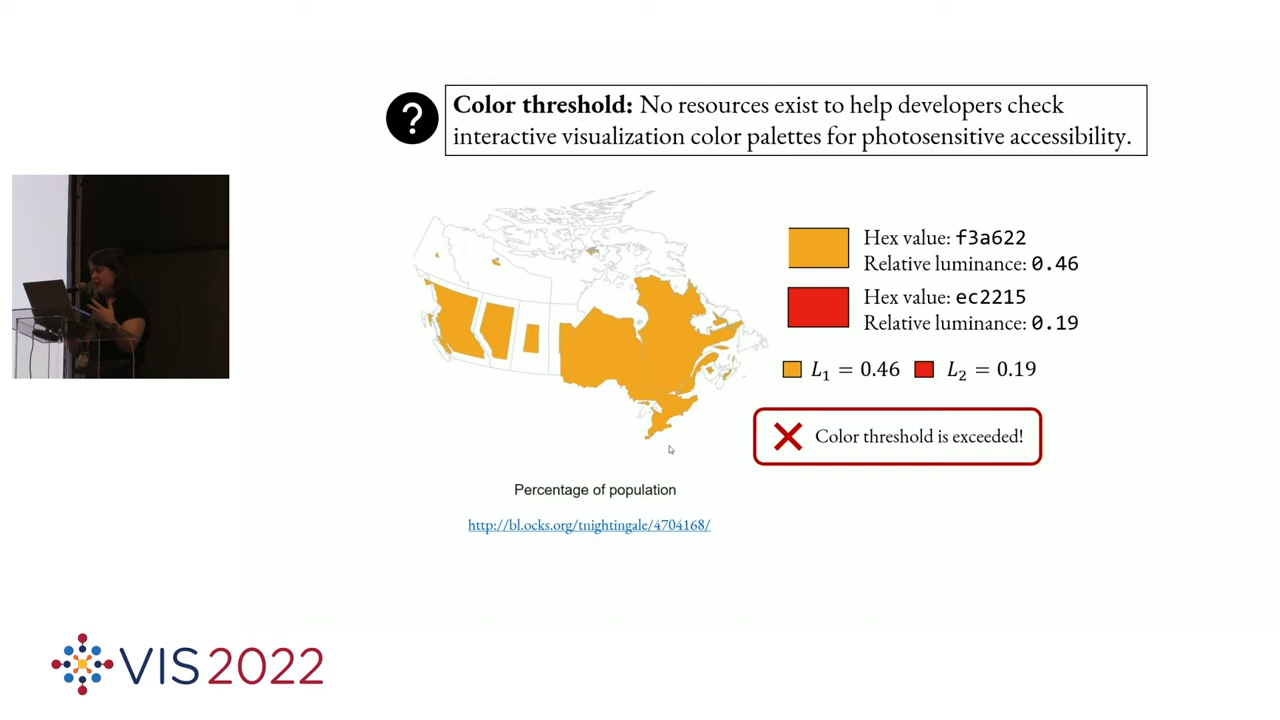 ?
Color threshold: No resources exist to help developers check
interactive visualization color palettes for photosensitive accessibility.
Hex value: f3a622
Relative luminance: 0.46
Hex value: ec2215
Relative luminance: 0.19
L₁ = 0.46 L₂ = 0.19
Color threshold is exceeded!
Percentage of population
http://bl.ocks.org/tnightingale/4704168/
VIS2022